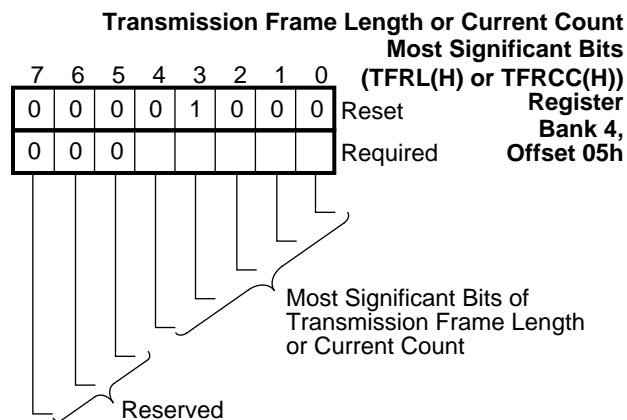 Transmission Frame Length or Current Count
Most Significant Bits
(TFRL(H) or TFRCC(H))
Register
Bank 4,
Offset 05h
7 6 5 4 3 2 1 0
0 0 0 0 1 0 0 0 Reset
0 0 0 Required
Most Significant Bits of
Transmission Frame Length
or Current Count
Reserved